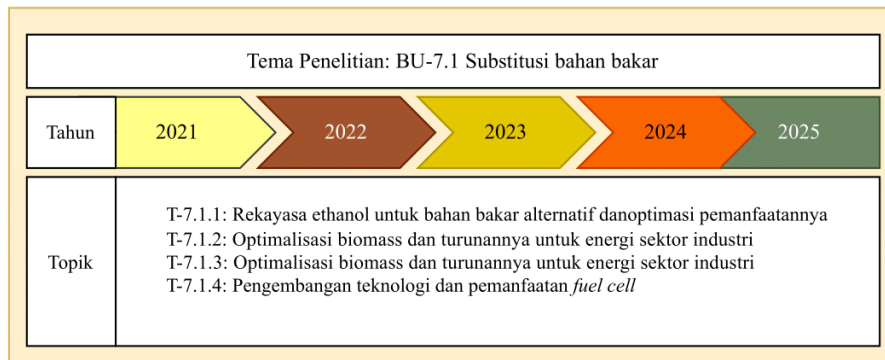 Tema Penelitian: BU-7.1 Substitusi bahan bakar
Tahun
2021
2022
2023
2024
2025
Topik
T-7.1.1: Rekayasa ethanol untuk bahan bakar alternatif danoptimasi pemanfaatannya
T-7.1.2: Optimalisasi biomass dan turunannya untuk energi sektor industri
T-7.1.3: Optimalisasi biomass dan turunannya untuk energi sektor industri
T-7.1.4: Pengembangan teknologi dan pemanfaatan fuel cell